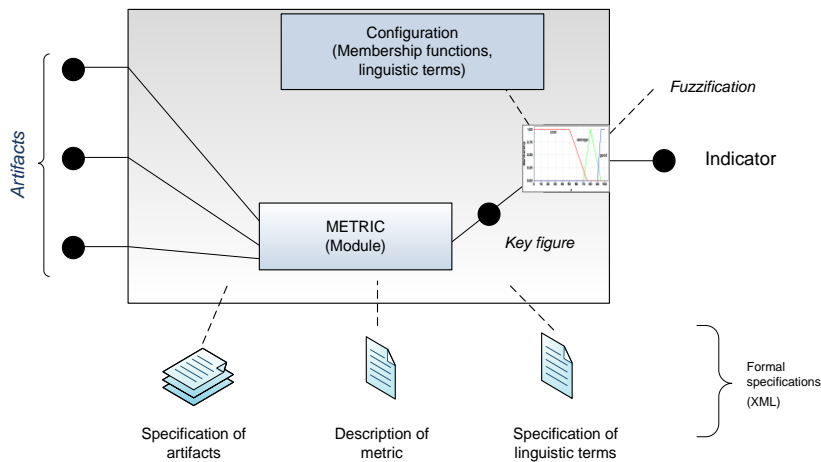 Configuration
(Membership functions,
linguistic terms)
Artifacts
Fuzzification
Indicator
METRIC
(Module)
Key figure
Specification of
artifacts
Description of
metric
Specification of
linguistic terms
Formal
specifications
(XML)